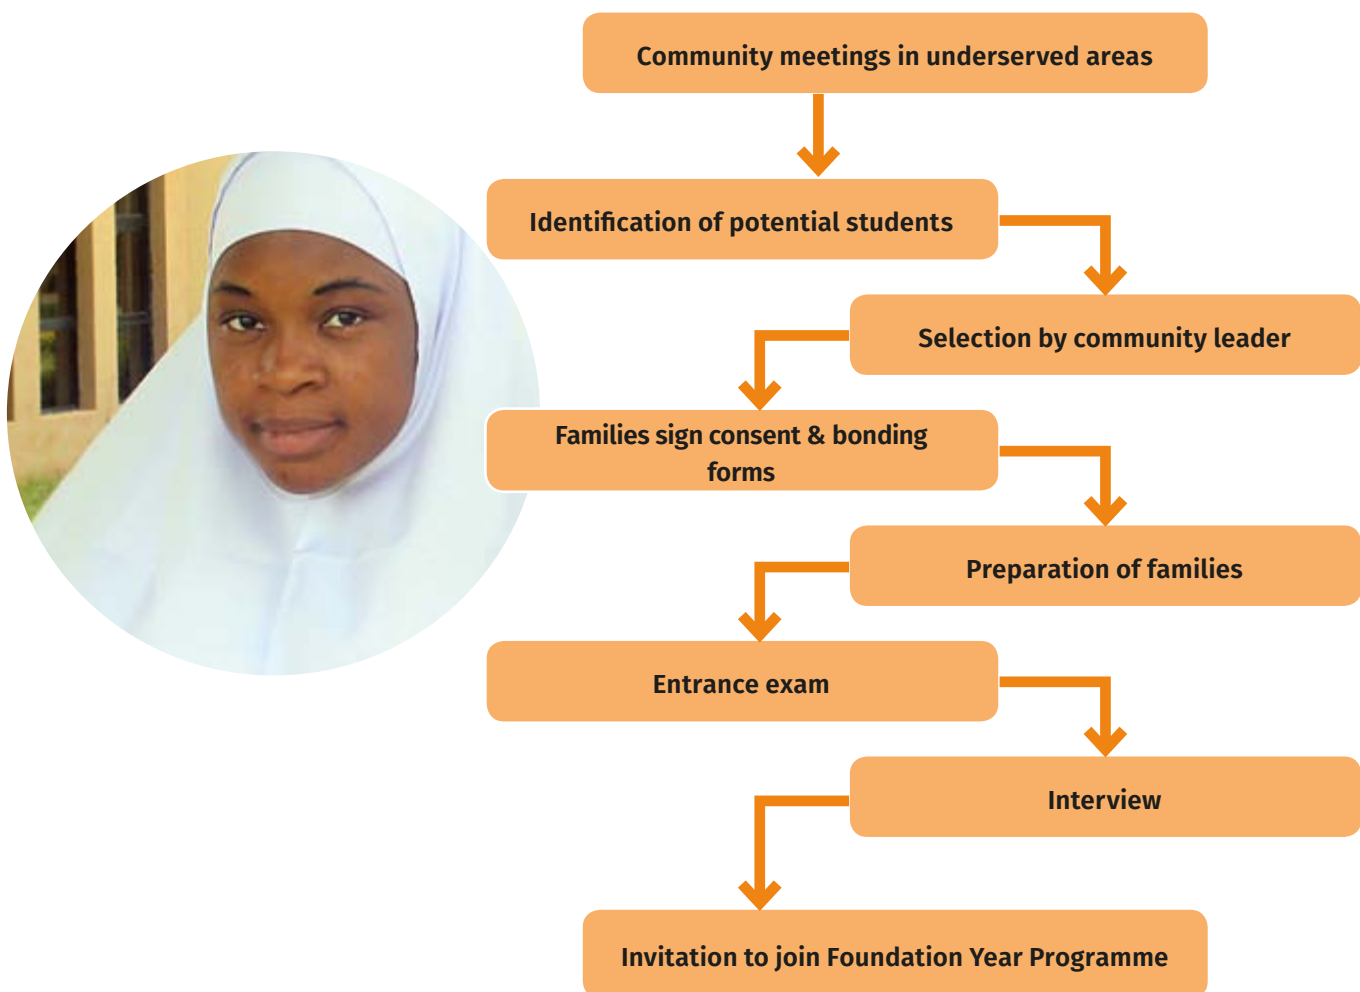 Community meetings in underserved areas
Identification of potential students
Selection by community leader
Families sign consent & bonding
forms
Preparation of families
Entrance exam
Interview
Invitation to join Foundation Year Programme